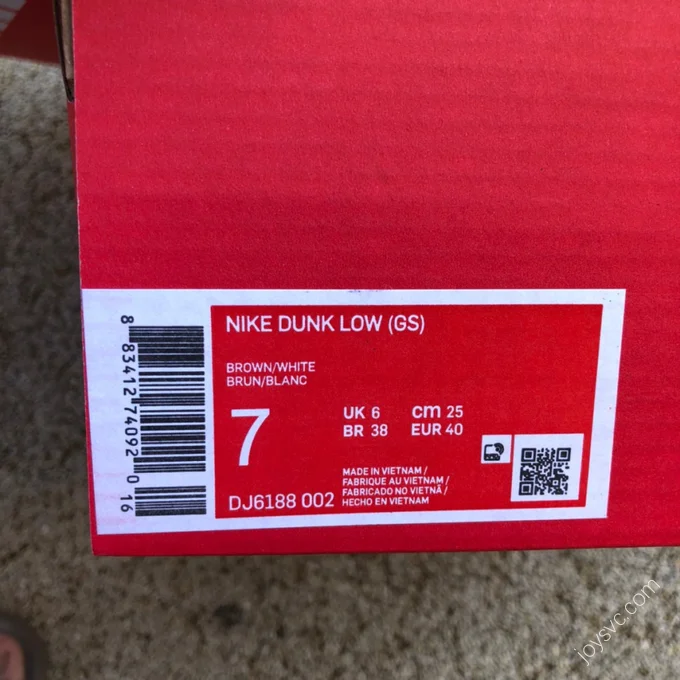 NIKE DUNK LOW (GS)
BROWN/WHITE
BRUN/BLANC
7
UK 6 cm 25
BR 38 EUR 40
MADE IN VIETNAM /
FABRIQUE AU VIETNAM /
FABRICADO NO VIETNÃ /
HECHO EN VIETNAM
DJ6188 002
8 83412 74092 0 16
joysvc.com